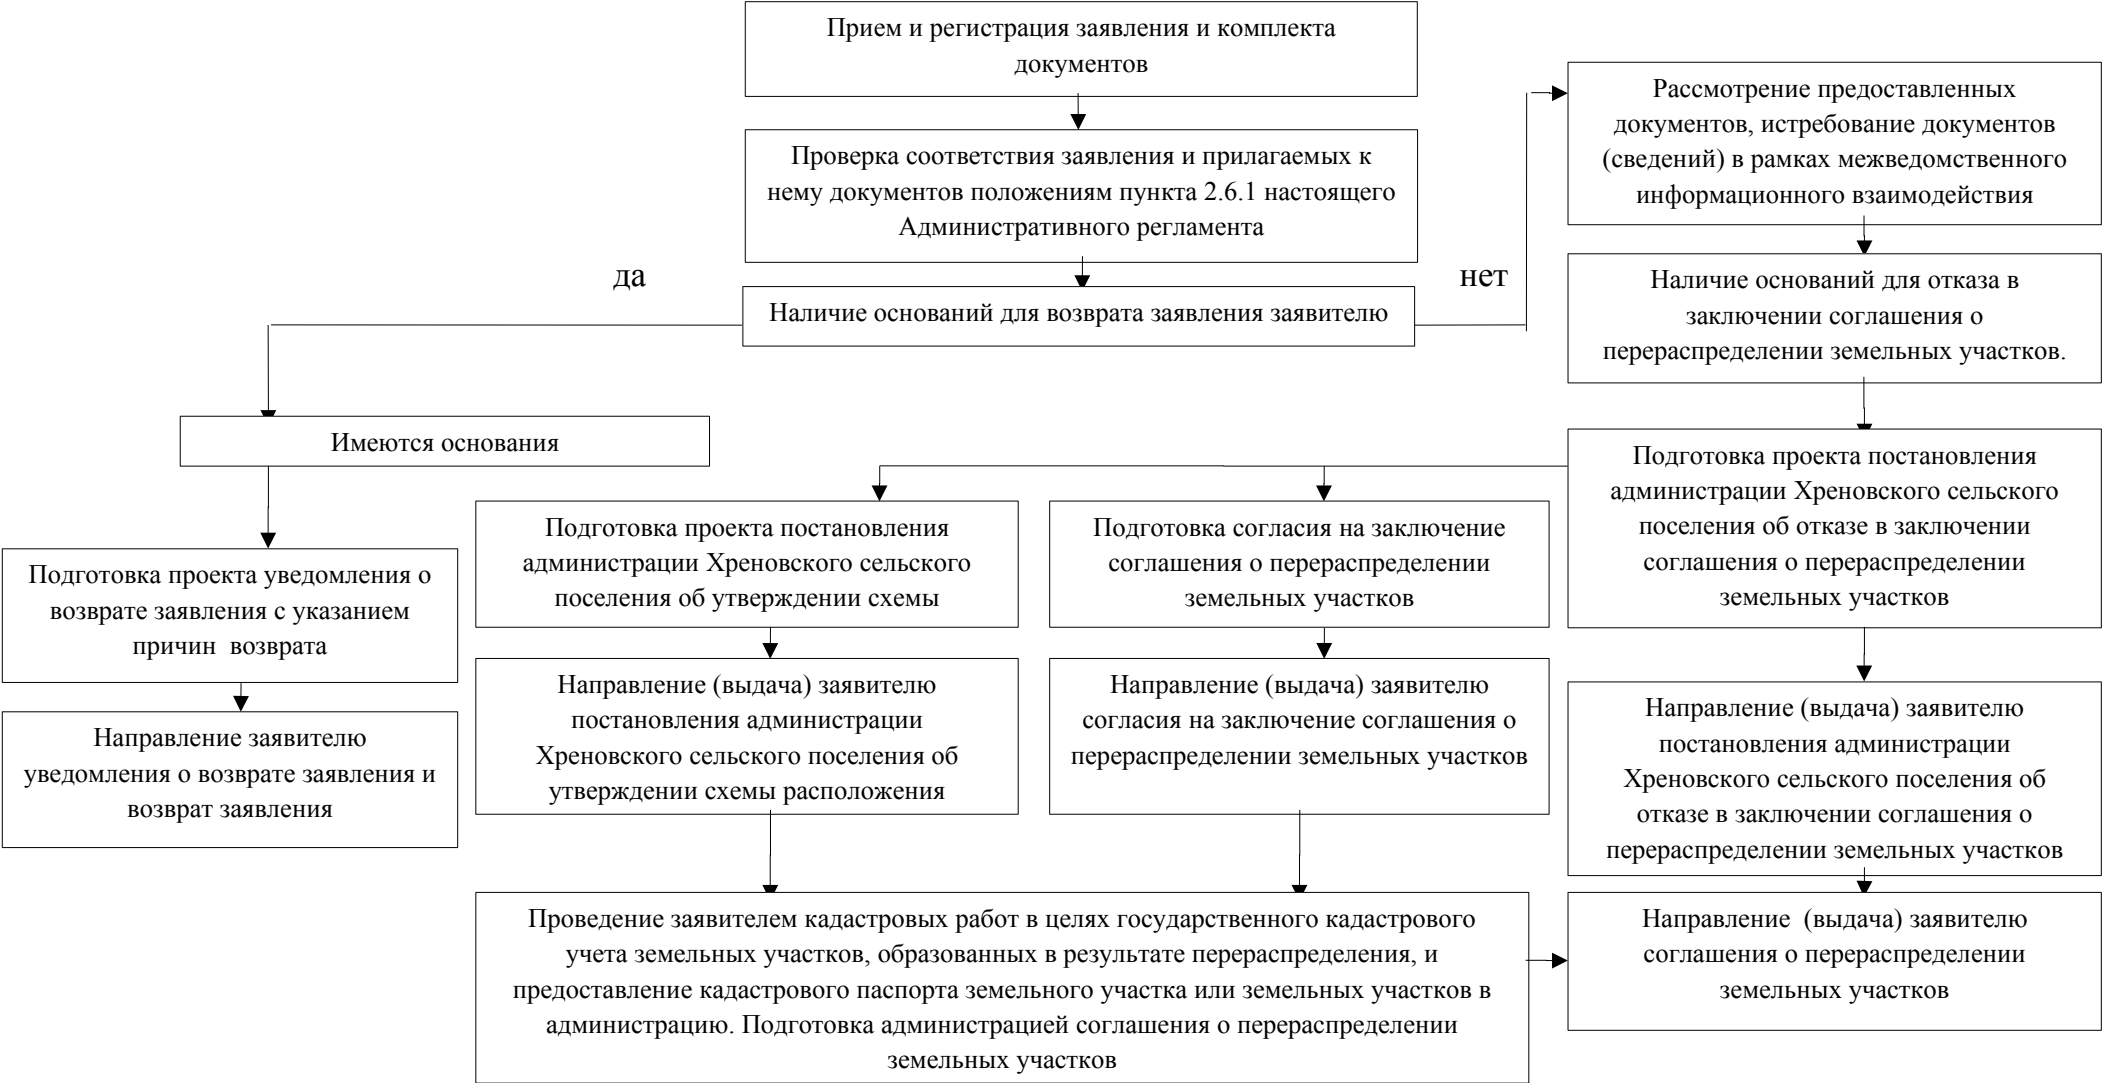 Прием и регистрация заявления и комплекта
документов
Проверка соответствия заявления и прилагаемых к
нему документов положениям пункта 2.6.1 настоящего
Административного регламента
да
нет
Наличие оснований для возврата заявления заявителю
Рассмотрение предоставленных
документов, истребование документов
(сведений) в рамках межведомственного
информационного взаимодействия
Наличие оснований для отказа в
заключении соглашения о
перераспределении земельных участков.
Имеются основания
Подготовка проекта уведомления о
возврате заявления с указанием
причин  возврата
Направление заявителю
уведомления о возврате заявления и
возврат заявления
Подготовка проекта постановления
администрации Хреновского сельского
поселения об утверждении схемы
Направление (выдача) заявителю
постановления администрации
Хреновского сельского поселения об
утверждении схемы расположения
Подготовка согласия на заключение
соглашения о перераспределении
земельных участков
Направление (выдача) заявителю
согласия на заключение соглашения о
перераспределении земельных участков
Подготовка проекта постановления
администрации Хреновского сельского
поселения об отказе в заключении
соглашения о перераспределении
земельных участков
Направление (выдача) заявителю
постановления администрации
Хреновского сельского поселения об
отказе в заключении соглашения о
перераспределении земельных участков
Проведение заявителем кадастровых работ в целях государственного кадастрового
учета земельных участков, образованных в результате перераспределения, и
предоставление кадастрового паспорта земельного участка или земельных участков в
администрацию. Подготовка администрацией соглашения о перераспределении
земельных участков
Направление  (выдача) заявителю
соглашения о перераспределении
земельных участков